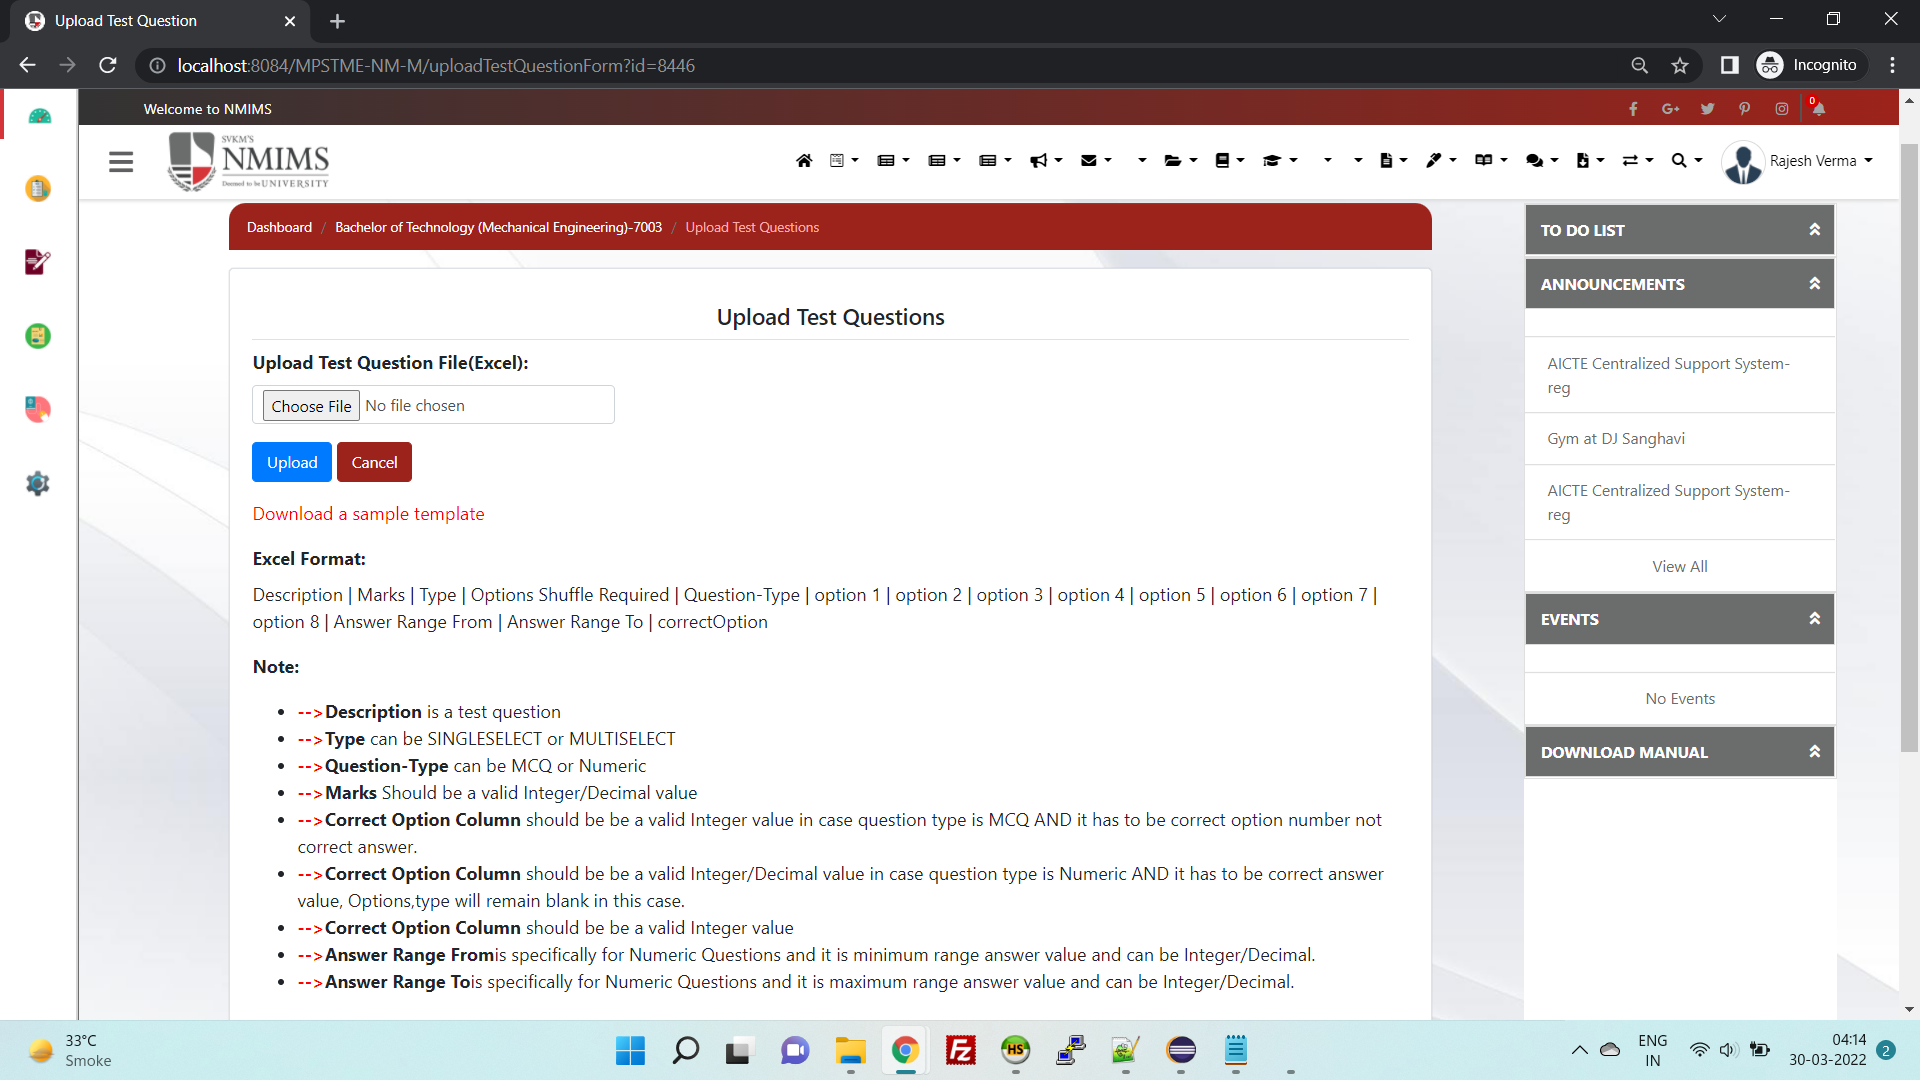 Upload Test Question
localhost:8084/MPSTME-NM-M/uploadTestQuestionForm?id=8446
Incognito
Welcome to NMIMS
0
SVKM'S
NMIMS
Deemed to be UNIVERSITY
Rajesh Verma
Dashboard / Bachelor of Technology (Mechanical Engineering)-7003 / Upload Test Questions
Upload Test Questions
Upload Test Question File(Excel):
Choose File No file chosen
Upload Cancel
Download a sample template
Excel Format:
Description | Marks | Type | Options Shuffle Required | Question-Type | option 1 | option 2 | option 3 | option 4 | option 5 | option 6 | option 7 |
option 8 | Answer Range From | Answer Range To | correctOption
Note:
-->Description is a test question
-->Type can be SINGLESELECT or MULTISELECT
-->Question-Type can be MCQ or Numeric
-->Marks Should be a valid Integer/Decimal value
-->Correct Option Column should be be a valid Integer value in case question type is MCQ AND it has to be correct option number not
correct answer.
-->Correct Option Column should be be a valid Integer/Decimal value in case question type is Numeric AND it has to be correct answer
value, Options,type will remain blank in this case.
-->Correct Option Column should be be a valid Integer value
-->Answer Range Fromis specifically for Numeric Questions and it is minimum range answer value and can be Integer/Decimal.
-->Answer Range Tois specifically for Numeric Questions and it is maximum range answer value and can be Integer/Decimal.
TO DO LIST
ANNOUNCEMENTS
AICTE Centralized Support System-
reg
Gym at DJ Sanghavi
AICTE Centralized Support System-
reg
View All
EVENTS
No Events
DOWNLOAD MANUAL
33°C
Smoke
Fz
HS
ENG
IN
04:14
30-03-2022
2